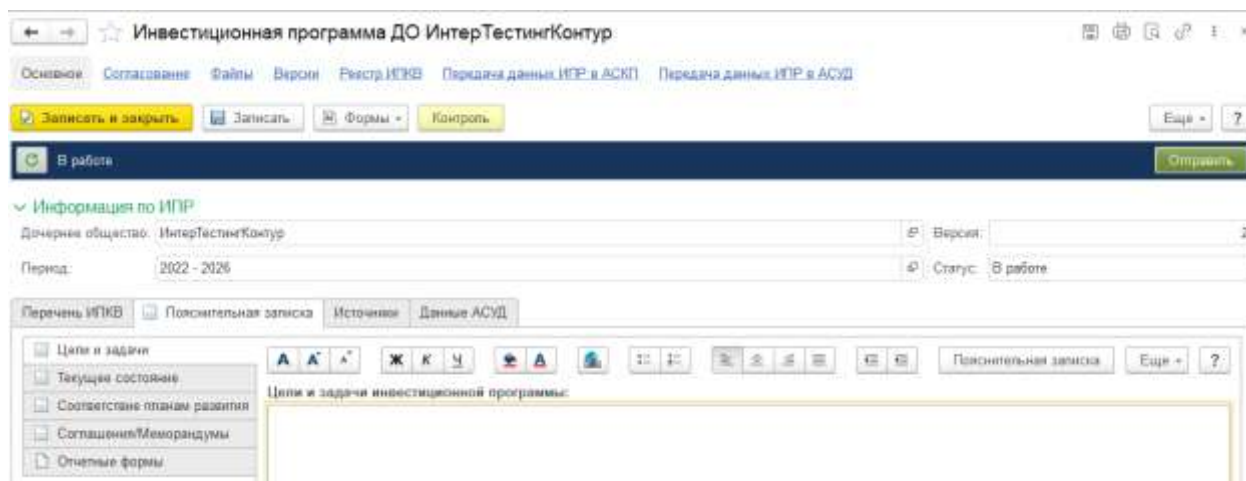 Инвестиционная программа ДО ИнтерТестингКонтур
Основное Согласование Файлы Версии Реестр ИПКВ Передача данных ИПР в АСКП Передача данных ИПР в АСУД
Записать и закрыть Записать Формы Контроль Еще ?
В работе Отправить
Информация по ИПР
Дочернее общество: ИнтерТестингКонтур Версия: 2
Период: 2022 - 2026 Статус: В работе
Перечень ИПКВ Пояснительная записка Источники Данные АСУД
Цели и задачи
A A A Ж К Ч A Пояснительная записка Еще ?
Текущее состояние
Цели и задачи инвестиционной программы:
Соответствие планам развития
Соглашения/Меморандумы
Отчетные формы